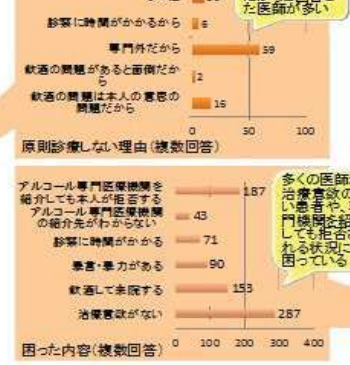 た医師が多い
診察に時間がかかるから 6
専門外だから 59
飲酒の問題があると面倒だか
ら 2
飲酒の問題は本人の意思の
問題だから 16
0 50 100
原則診療しない理由(複数回答)
多くの医師
治療意欲の
い患者や、
門機関を紹
しても拒否
れる状況に
困っている
アルコール専門医療機関を
紹介しても本人が拒否する 187
アルコール専門医療機関
の紹介先がわからない 43
診察に時間がかかる 71
暴言・暴力がある 90
飲酒して来院する 153
治療意欲がない 287
0 100 200 300 400
困った内容(複数回答)